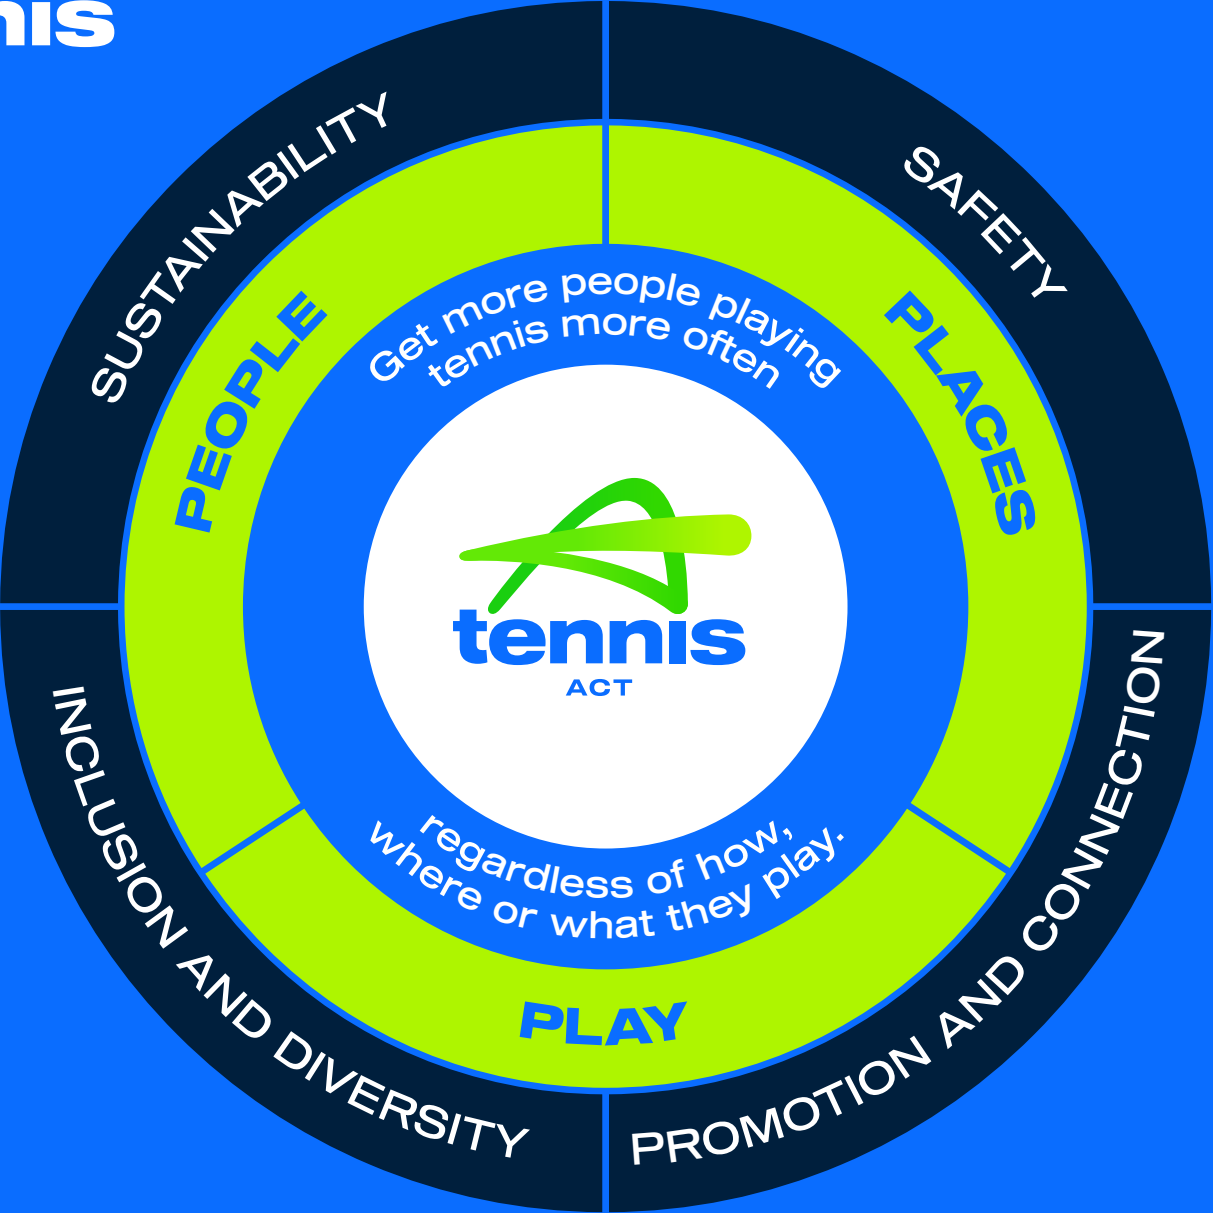 SUSTAINABILITY
SAFETY
PEOPLE
PLACES
Get more people playing
tennis more often
tennis
ACT
regardless of how,
where or what they play.
PLAY
INCLUSION AND DIVERSITY
PROMOTION AND CONNECTION